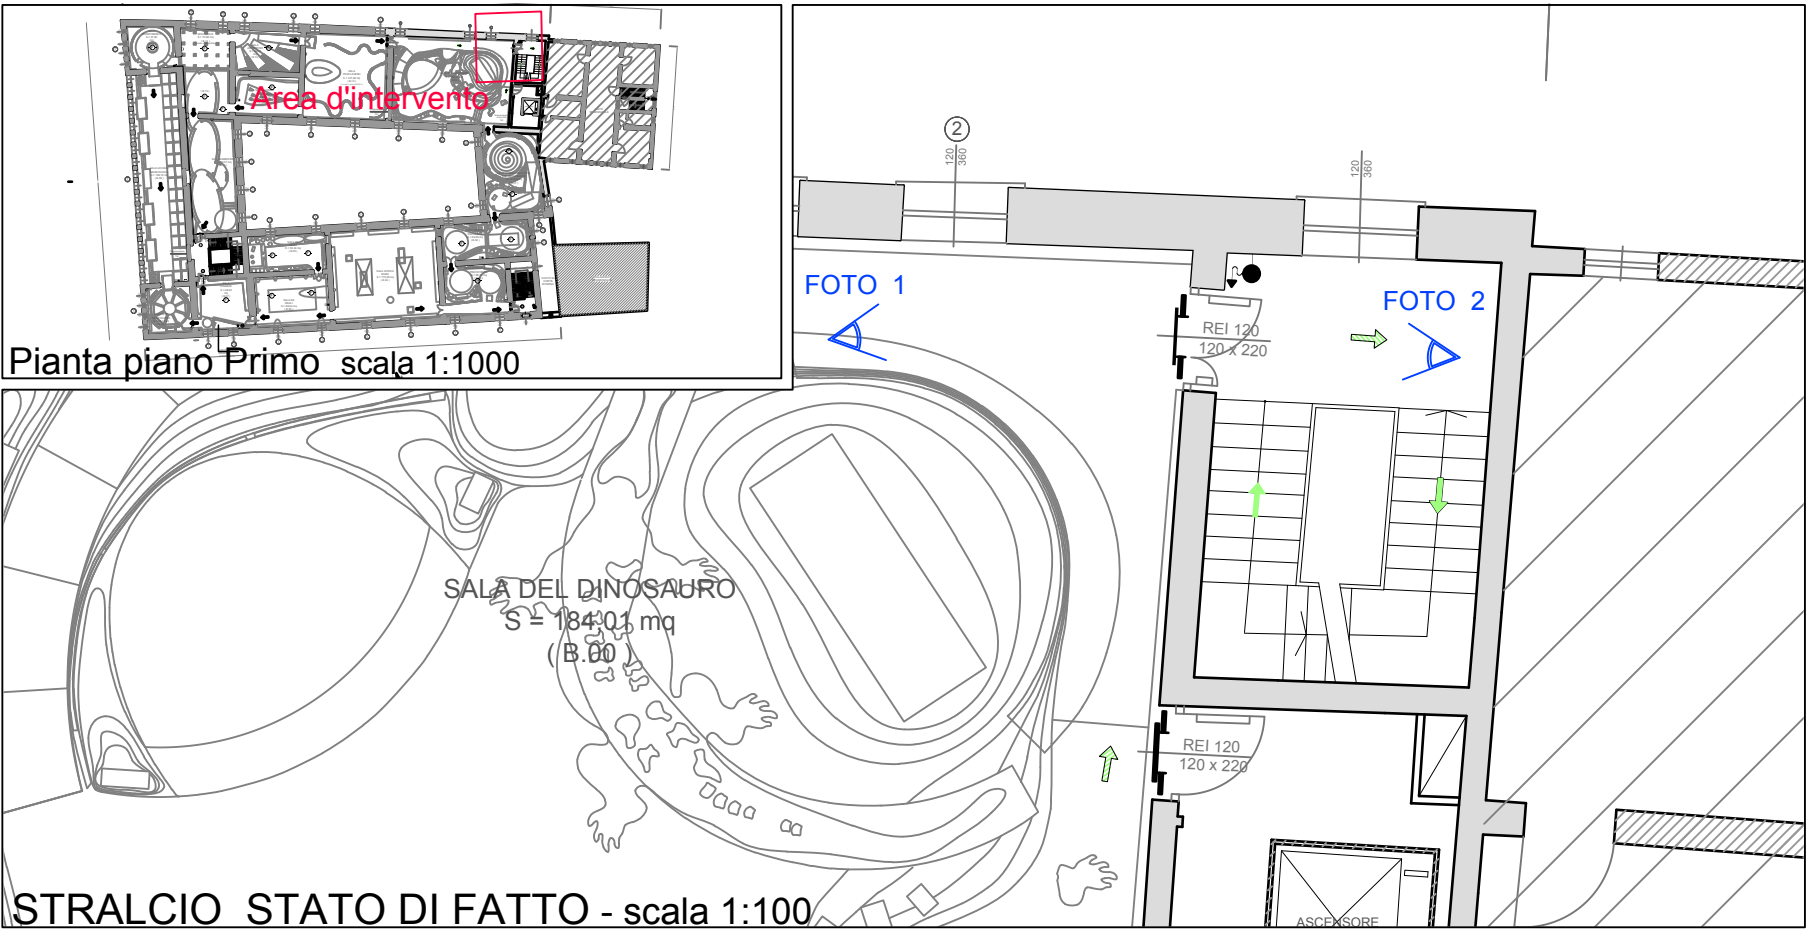 Area d'intervento
Pianta piano Primo scala 1:1000
2
120
360
120
360
FOTO 1
FOTO 2
REI 120
120 x 220
SALA DEL DINOSAURO
S = 184,01 mq
( B.00 )
REI 120
120 x 220
ASCENSORE
STRALCIO STATO DI FATTO - scala 1:100